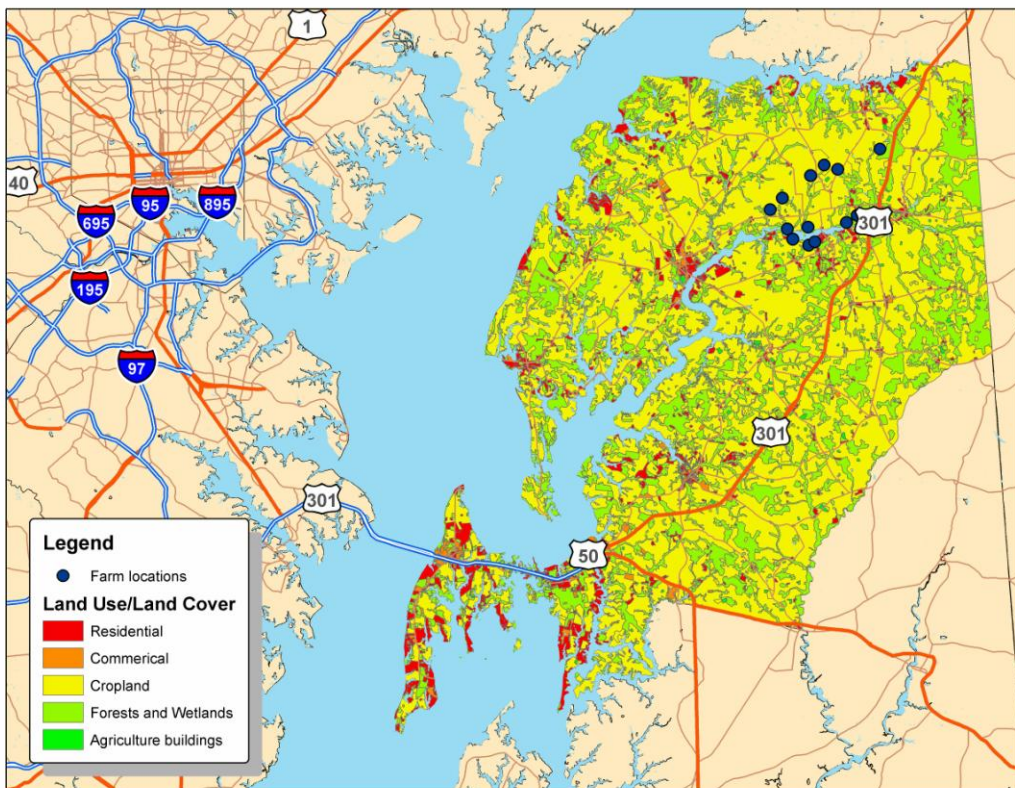 1
40
95
895
695
195
97
301
301
301
50
Legend
Farm locations
Land Use/Land Cover
Residential
Commerical
Cropland
Forests and Wetlands
Agriculture buildings